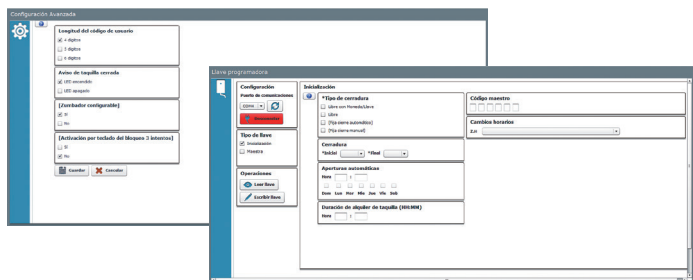 Configuración Avanzada
Longitud del código de usuario
4 dígitos
5 dígitos
6 dígitos
Aviso de taquilla cerrada
LED encendido
LED apagado
[Zumbador configurable]
Sí
No
[Activación por teclado del bloqueo 3 intentos]
Sí
No
Guardar
Cancelar
Llave programadora
Configuración
Puerto de comunicaciones
COM4
Desconectar
Tipo de llave
Inicialización
Maestra
Operaciones
Leer llave
Escribir llave
Inicialización
*Tipo de cerradura
Libre con Moneda/Llave
Libre
[Fija cierre automático]
[Fija cierre manual]
Cerradura
*Inicial
*Final
Aperturas automáticas
Hora :
Dom Lun Mar Mie Jue Vie Sab
Duración de alquiler de taquilla (HH:MM)
Hora :
Código maestro
Cambios horarios
Z.H